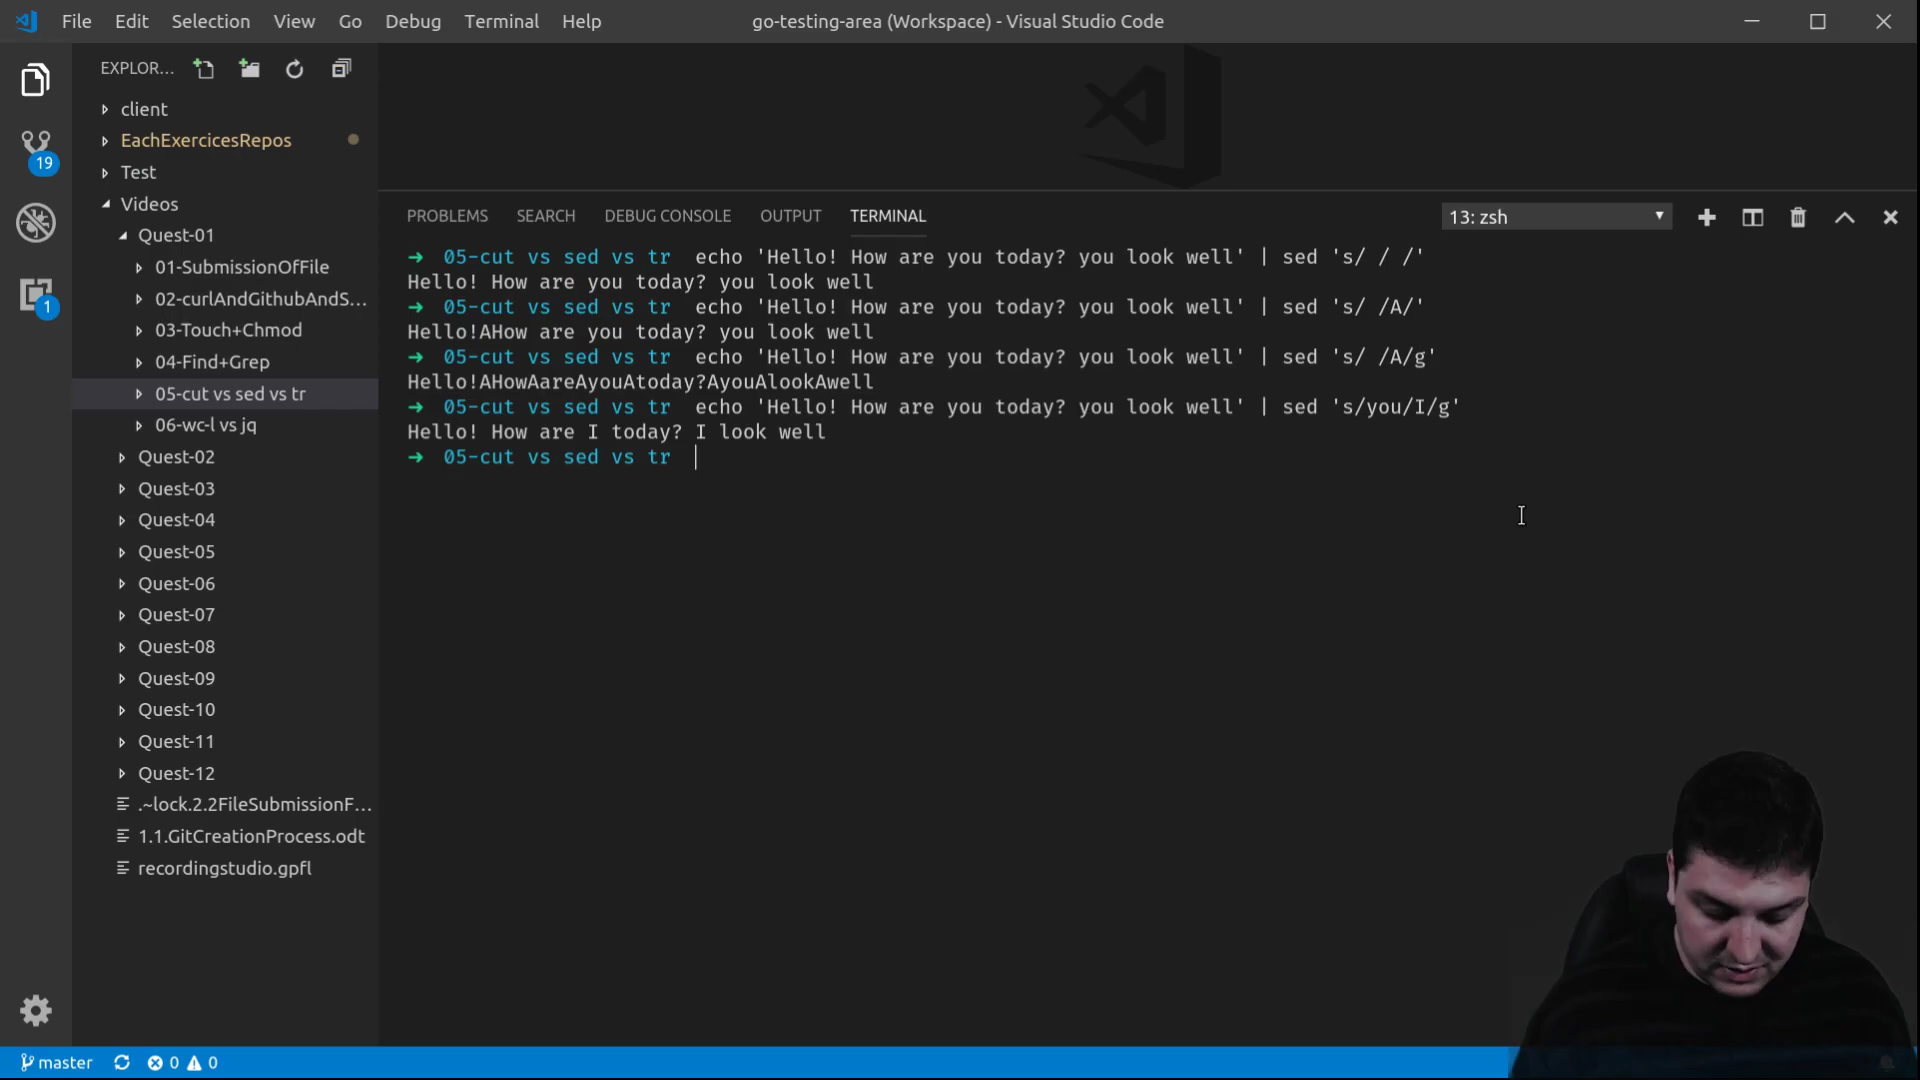 File Edit Selection View Go Debug Terminal Help go-testing-area (Workspace) - Visual Studio Code
EXPLOR...
client
EachExercicesRepos
19
Test
Videos
Quest-01
01-SubmissionOfFile
02-curlAndGithubAndS...
1
03-Touch+Chmod
04-Find+Grep
05-cut vs sed vs tr
06-wc-l vs jq
Quest-02
Quest-03
Quest-04
Quest-05
Quest-06
Quest-07
Quest-08
Quest-09
Quest-10
Quest-11
Quest-12
.~lock.2.2FileSubmissionF...
1.1.GitCreationProcess.odt
recordingstudio.gpfl
PROBLEMS SEARCH DEBUG CONSOLE OUTPUT TERMINAL 13: zsh
➜ 05-cut vs sed vs tr echo 'Hello! How are you today? you look well' | sed 's/ / /'
Hello! How are you today? you look well
➜ 05-cut vs sed vs tr echo 'Hello! How are you today? you look well' | sed 's/ /A/'
Hello!AHow are you today? you look well
➜ 05-cut vs sed vs tr echo 'Hello! How are you today? you look well' | sed 's/ /A/g'
Hello!AHowAareAyouAtoday?AyouAlookAwell
➜ 05-cut vs sed vs tr echo 'Hello! How are you today? you look well' | sed 's/you/I/g'
Hello! How are I today? I look well
➜ 05-cut vs sed vs tr
master 0 0